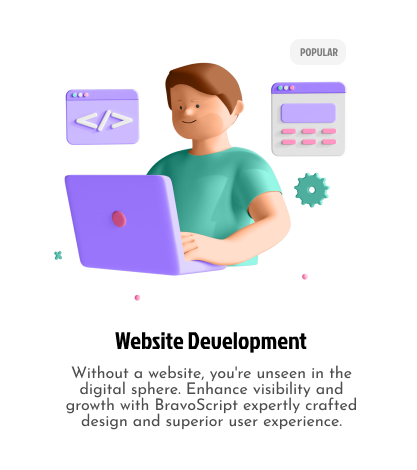 POPULAR
</>
Website Development
Without a website, you're unseen in the
digital sphere. Enhance visibility and
growth with BravoScript expertly crafted
design and superior user experience.